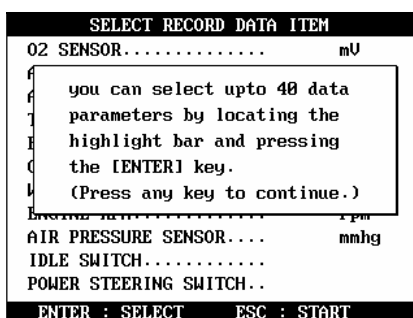 SELECT RECORD DATA ITEM
O2 SENSOR.............. mV
you can select upto 40 data
parameters by locating the
highlight bar and pressing
the [ENTER] key.
(Press any key to continue.)
AIR PRESSURE SENSOR.... mmhg
IDLE SWITCH............
POWER STEERING SWITCH..
ENTER : SELECT ESC : START